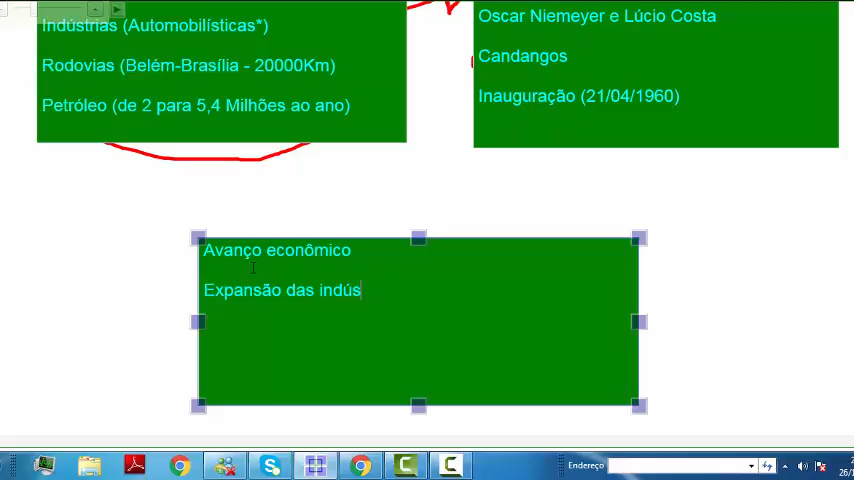 Indústrias (Automobilísticas*)
Rodovias (Belém-Brasília - 20000Km)
Petróleo (de 2 para 5,4 Milhões ao ano)
Oscar Niemeyer e Lúcio Costa
Candangos
Inauguração (21/04/1960)
Avanço econômico
Expansão das indús
Endereço